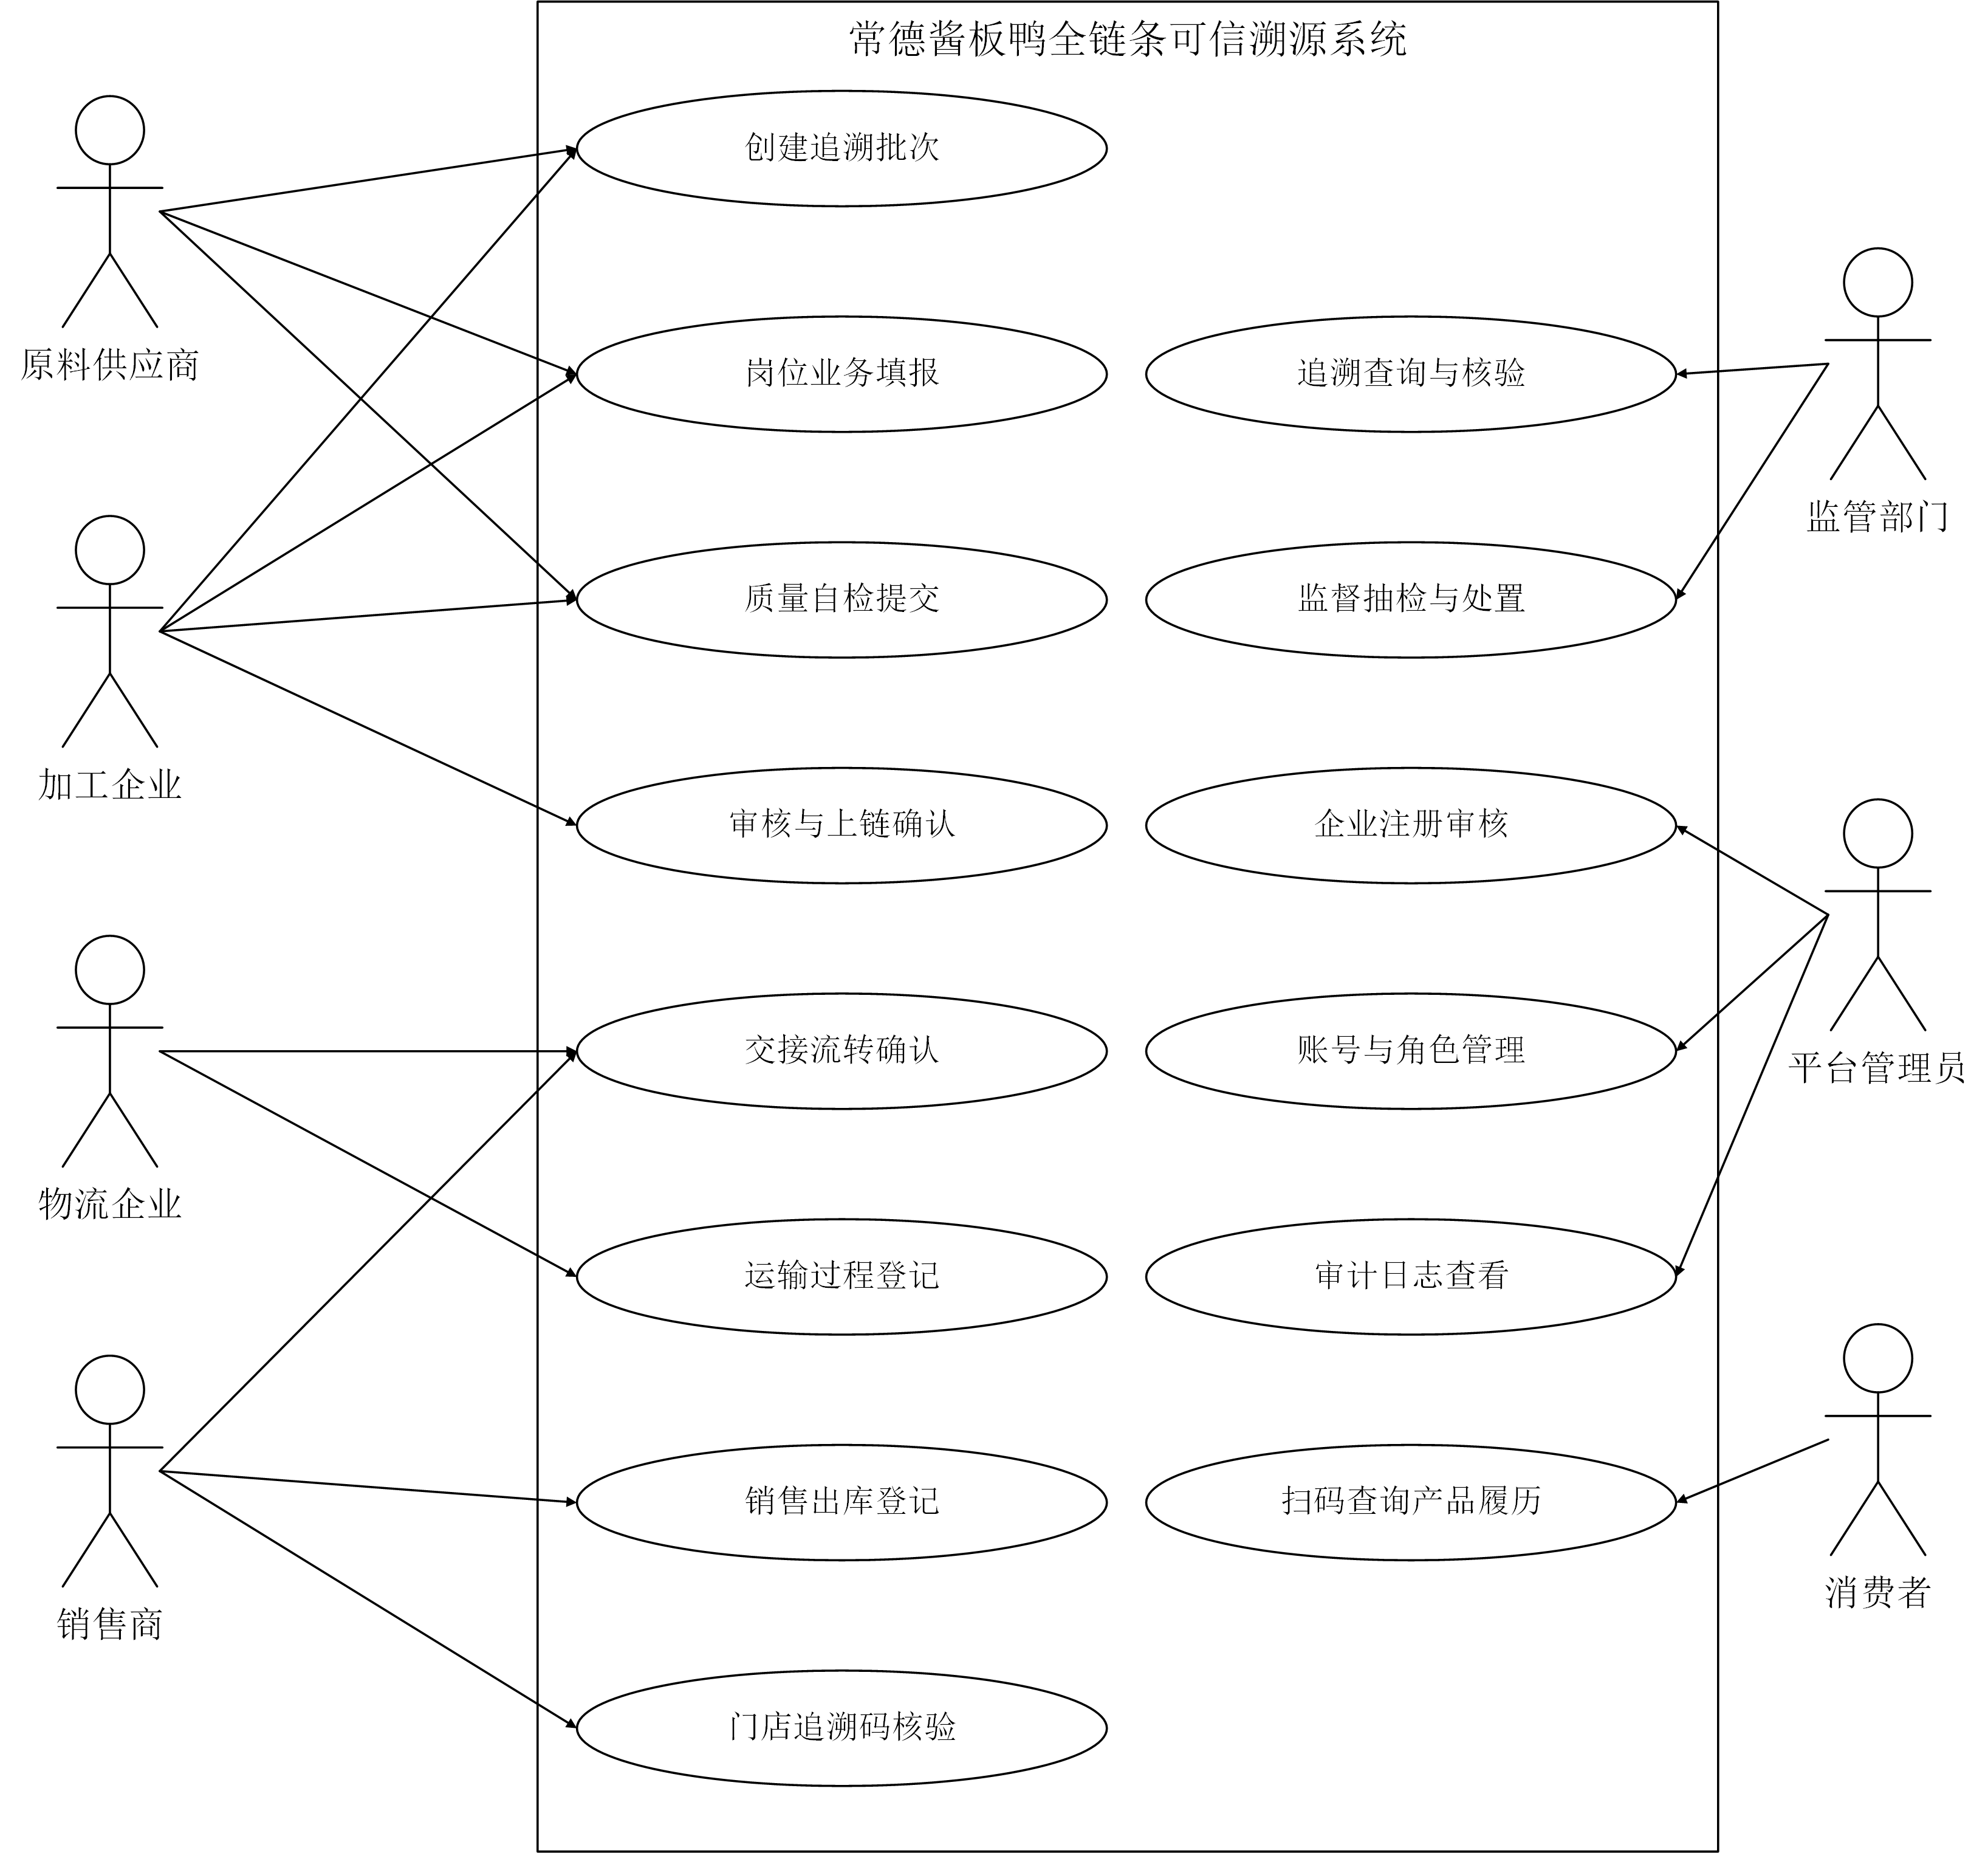 常德酱板鸭全链条可信溯源系统
创建追溯批次
原料供应商
岗位业务填报
追溯查询与核验
监管部门
质量自检提交
监督抽检与处置
加工企业
审核与上链确认
企业注册审核
交接流转确认
账号与角色管理
平台管理员
物流企业
运输过程登记
审计日志查看
销售出库登记
扫码查询产品履历
消费者
销售商
门店追溯码核验